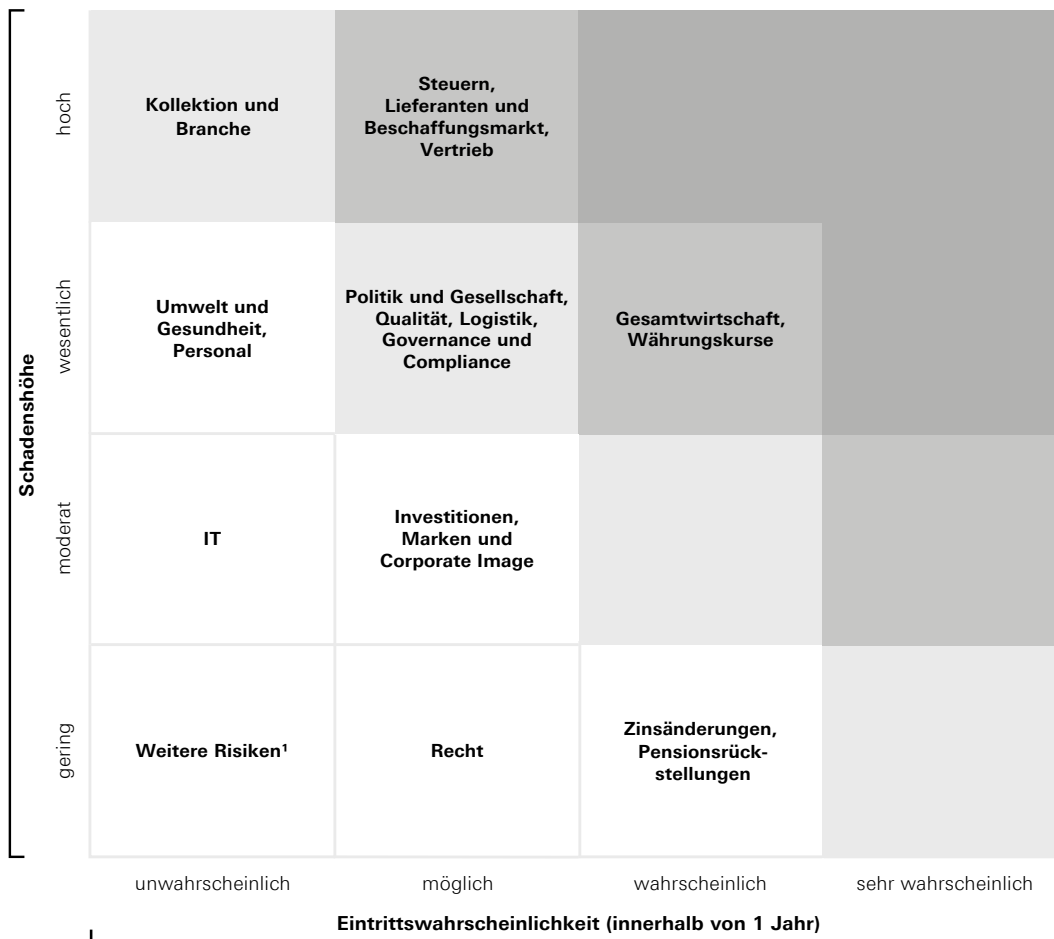 Schadenshöhe
hoch
Kollektion und
Branche
Steuern,
Lieferanten und
Beschaffungsmarkt,
Vertrieb
wesentlich
Umwelt und
Gesundheit,
Personal
Politik und Gesellschaft,
Qualität, Logistik,
Governance und
Compliance
Gesamtwirtschaft,
Währungskurse
moderat
IT
Investitionen,
Marken und
Corporate Image
gering
Weitere Risiken¹
Recht
Zinsänderungen,
Pensionsrück-
stellungen
unwahrscheinlich
möglich
wahrscheinlich
sehr wahrscheinlich
Eintrittswahrscheinlichkeit (innerhalb von 1 Jahr)